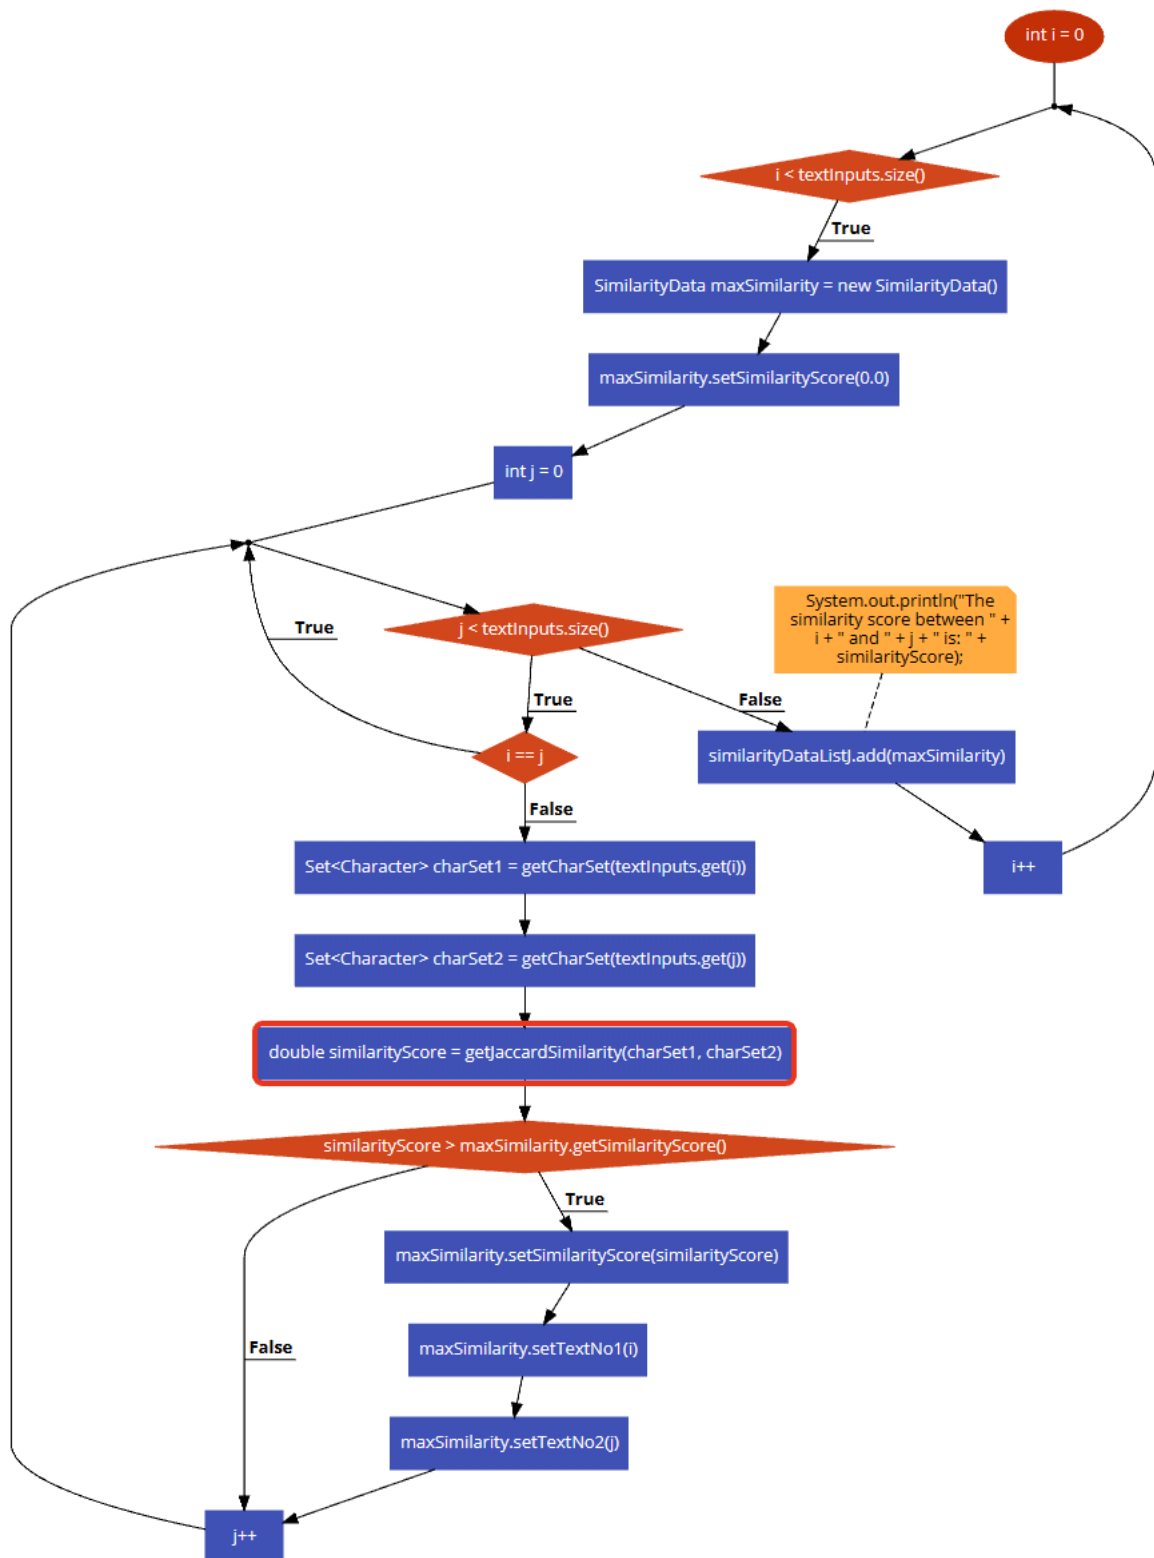 int i = 0
i < textInputs.size()
True
SimilarityData maxSimilarity = new SimilarityData()
maxSimilarity.setSimilarityScore(0.0)
int j = 0
System.out.println("The
similarity score between " +
i + " and " + j + " is: " +
similarityScore);
True
j < textInputs.size()
True
False
i == j
similarityDataListJ.add(maxSimilarity)
False
Set<Character> charSet1 = getCharSet(textInputs.get(i))
i++
Set<Character> charSet2 = getCharSet(textInputs.get(j))
double similarityScore = getJaccardSimilarity(charSet1, charSet2)
similarityScore > maxSimilarity.getSimilarityScore()
True
maxSimilarity.setSimilarityScore(similarityScore)
False
maxSimilarity.setTextNo1(i)
maxSimilarity.setTextNo2(j)
j++